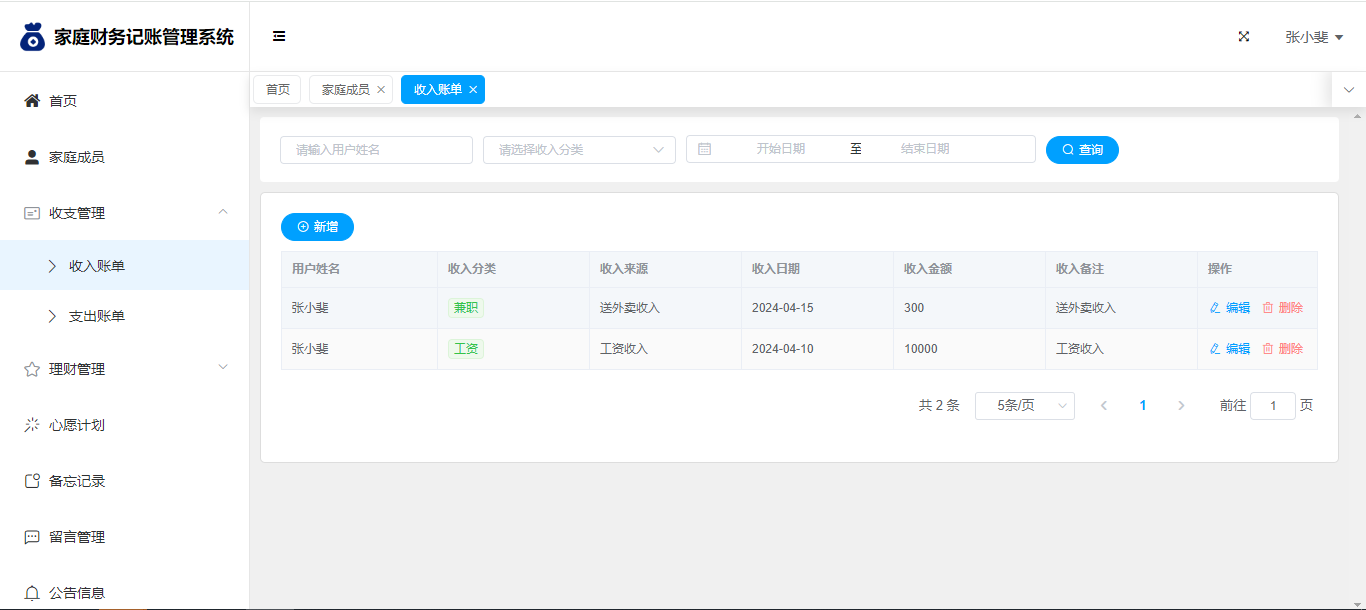 家庭财务记账管理系统
张小斐
首页
家庭成员
收入账单
首页
家庭成员
收支管理
收入账单
支出账单
理财管理
心愿计划
备忘记录
留言管理
公告信息
请输入用户姓名
请选择收入分类
开始日期 至 结束日期
查询
新增
用户姓名 收入分类 收入来源 收入日期 收入金额 收入备注 操作
张小斐 兼职 送外卖收入 2024-04-15 300 送外卖收入 编辑 删除
张小斐 工资 工资收入 2024-04-10 10000 工资收入 编辑 删除
共 2 条 5条/页 1 前往 1 页